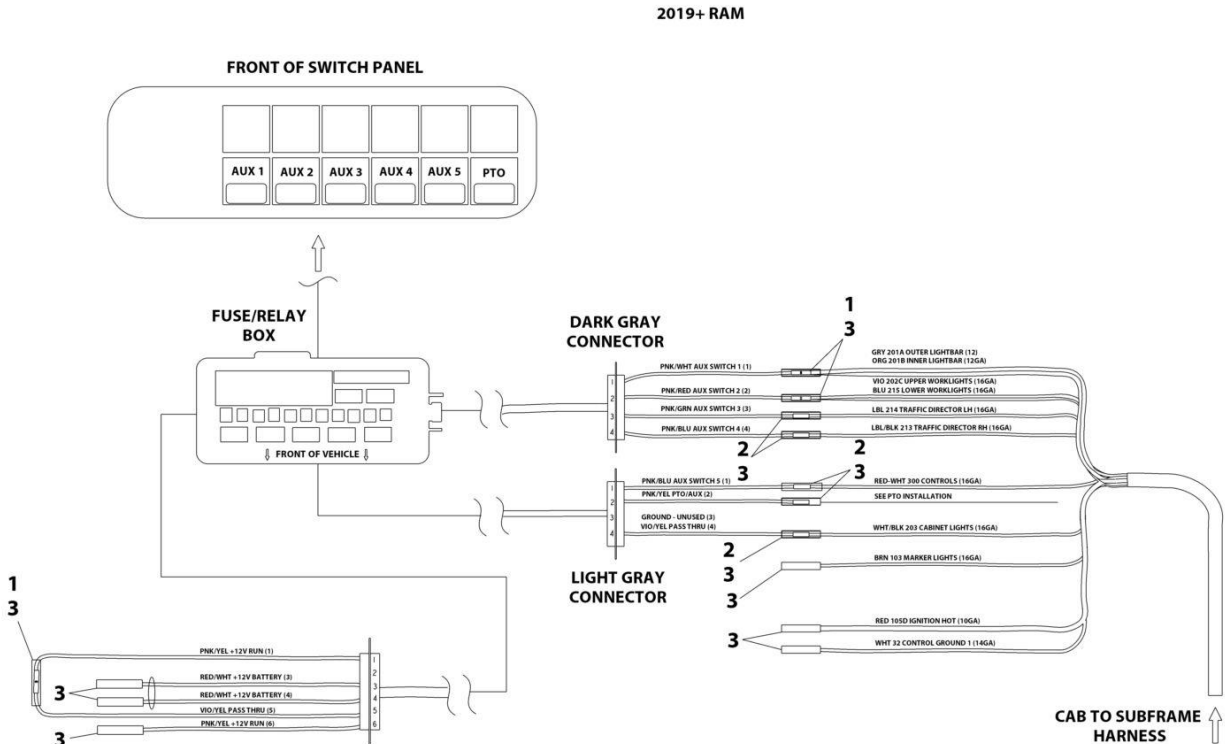 2019+ RAM
FRONT OF SWITCH PANEL
AUX 1 AUX 2 AUX 3 AUX 4 AUX 5 PTO
FUSE/RELAY
BOX
FRONT OF VEHICLE
DARK GRAY
CONNECTOR
1
2
3
4
PNK/WHT AUX SWITCH 1 (1)
PNK/RED AUX SWITCH 2 (2)
PNK/GRN AUX SWITCH 3 (3)
PNK/BLU AUX SWITCH 4 (4)
1
3
GRY 201A OUTER LIGHTBAR (12)
ORG 201B INNER LIGHTBAR (12GA)
VIO 202C UPPER WORKLIGHTS (16GA)
BLU 215 LOWER WORKLIGHTS (16GA)
LBL 214 TRAFFIC DIRECTOR LH (16GA)
LBL/BLK 213 TRAFFIC DIRECTOR RH (16GA)
2
3
2
3
1
2
3
4
PNK/BLU AUX SWITCH 5 (1)
PNK/YEL PTO/AUX (2)
GROUND - UNUSED (3)
VIO/YEL PASS THRU (4)
RED-WHT 300 CONTROLS (16GA)
SEE PTO INSTALLATION
WHT/BLK 203 CABINET LIGHTS (16GA)
2
3
LIGHT GRAY
CONNECTOR
BRN 103 MARKER LIGHTS (16GA)
3
RED 105D IGNITION HOT (10GA)
3
WHT 32 CONTROL GROUND 1 (14GA)
1
3
PNK/YEL +12V RUN (1)
RED/WHT +12V BATTERY (3)
3
RED/WHT +12V BATTERY (4)
VIO/YEL PASS THRU (5)
PNK/YEL +12V RUN (6)
3
1
2
3
4
5
6
CAB TO SUBFRAME
HARNESS